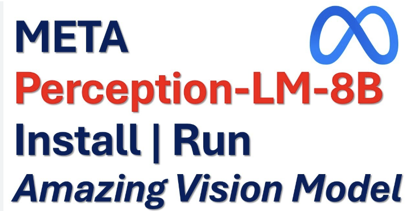 META
Perception-LM-8B
Install | Run
Amazing Vision Model